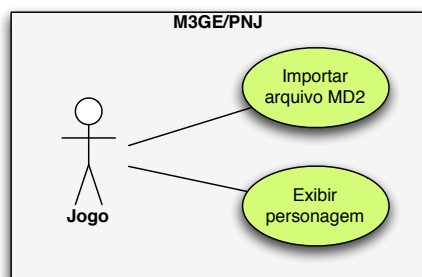 M3GE/PNJ
Importar
arquivo MD2
Jogo
Exibir
personagem